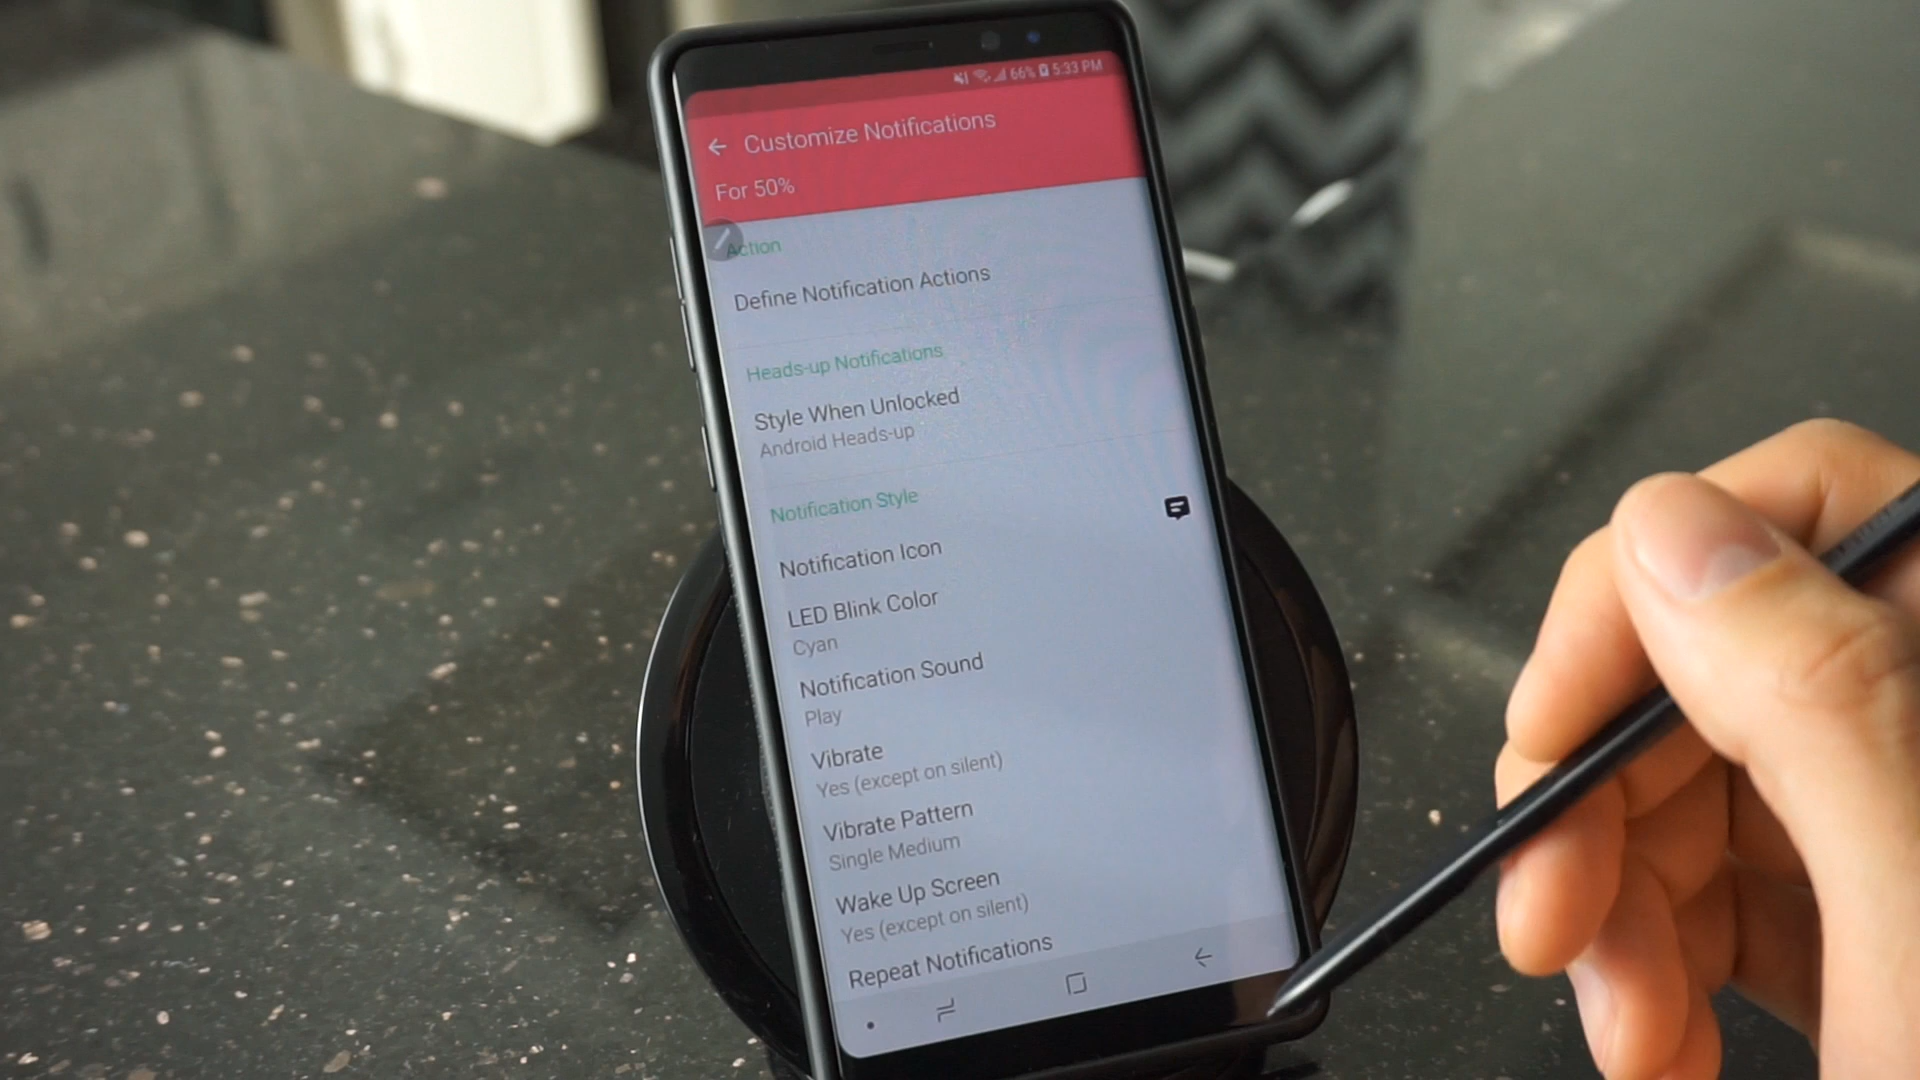 66% 5:33 PM
Customize Notifications
For 50%
Action
Define Notification Actions
Heads-up Notifications
Style When Unlocked
Android Heads-up
Notification Style
Notification Icon
LED Blink Color
Cyan
Notification Sound
Play
Vibrate
Yes (except on silent)
Vibrate Pattern
Single Medium
Wake Up Screen
Yes (except on silent)
Repeat Notifications